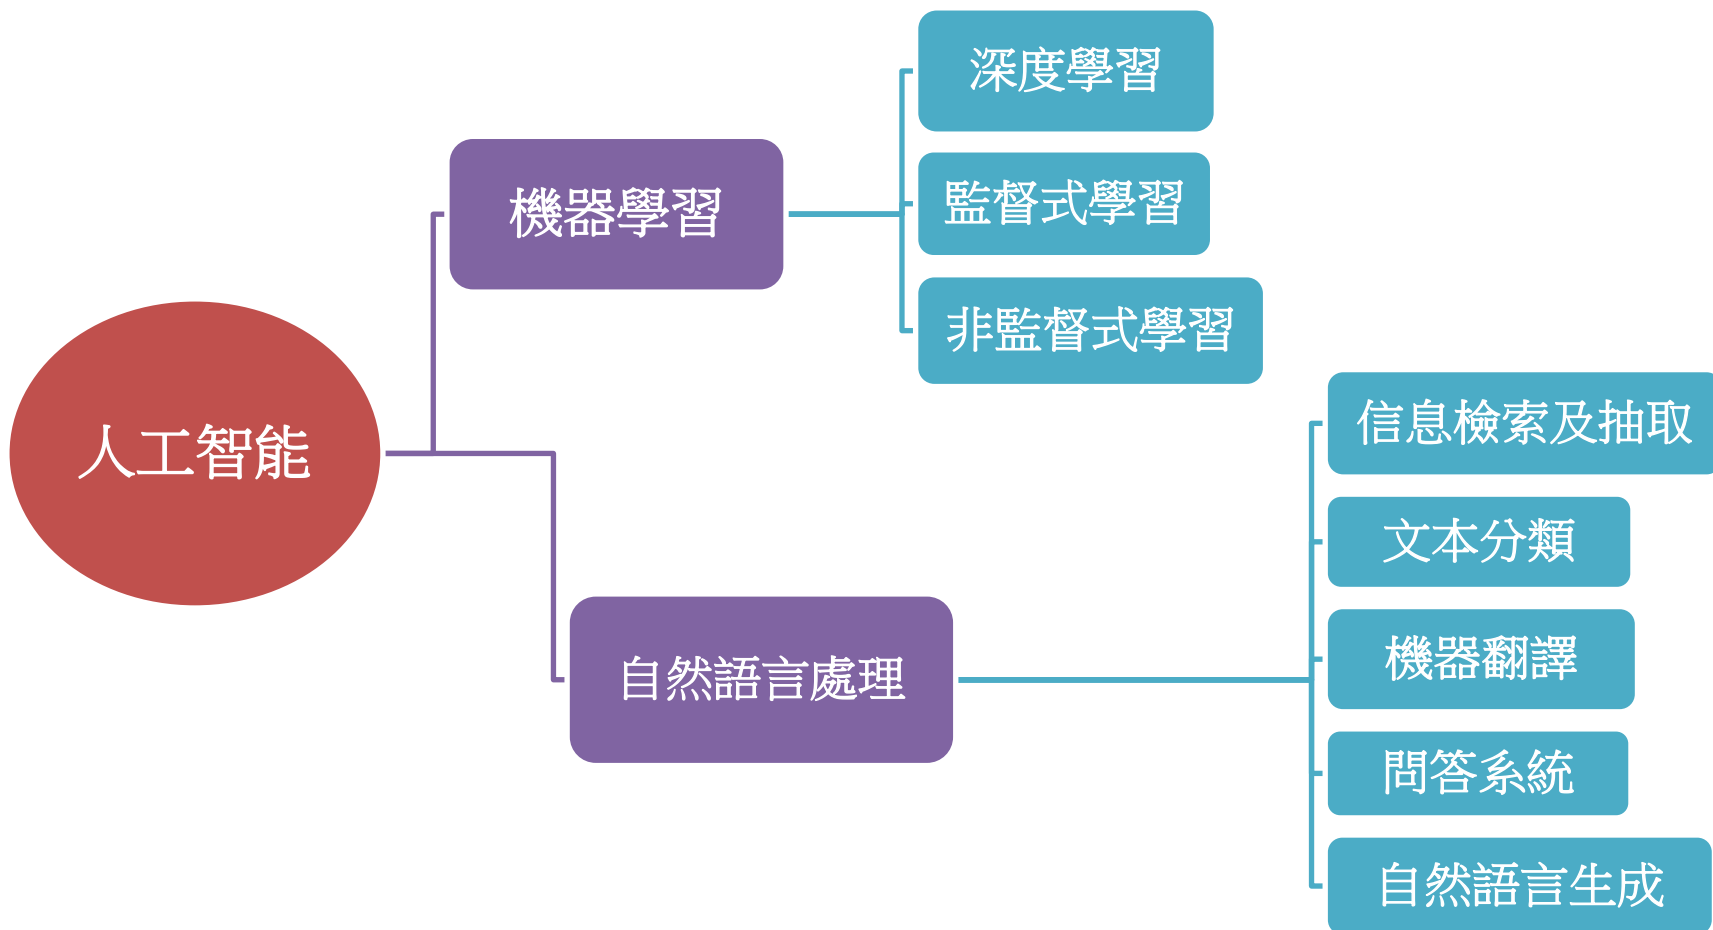 人工智能
機器學習
深度學習
監督式學習
非監督式學習
自然語言處理
信息檢索及抽取
文本分類
機器翻譯
問答系統
自然語言生成